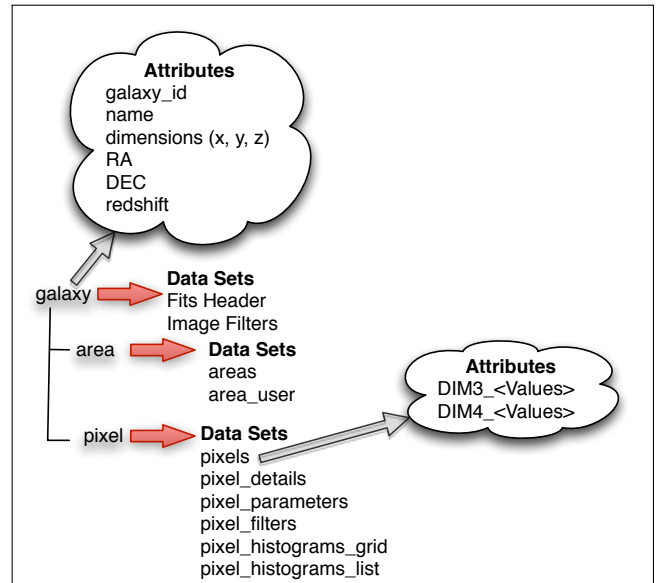 Attributes
galaxy_id
name
dimensions (x, y, z)
RA
DEC
redshift
galaxy
Data Sets
Fits Header
Image Filters
area
Data Sets
areas
area_user
Attributes
DIM3_<Values>
DIM4_<Values>
pixel
Data Sets
pixels
pixel_details
pixel_parameters
pixel_filters
pixel_histograms_grid
pixel_histograms_list